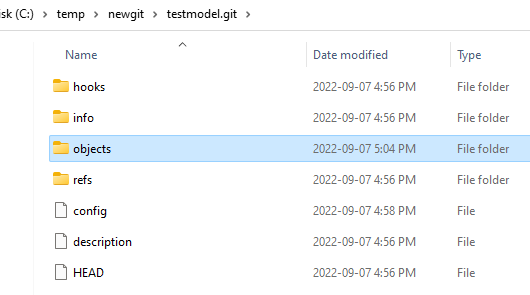 isk (C:) > temp > newgit > testmodel.git >
Name Date modified Type
hooks 2022-09-07 4:56 PM File folder
info 2022-09-07 4:56 PM File folder
objects 2022-09-07 5:04 PM File folder
refs 2022-09-07 4:56 PM File folder
config 2022-09-07 4:58 PM File
description 2022-09-07 4:56 PM File
HEAD 2022-09-07 4:56 PM File